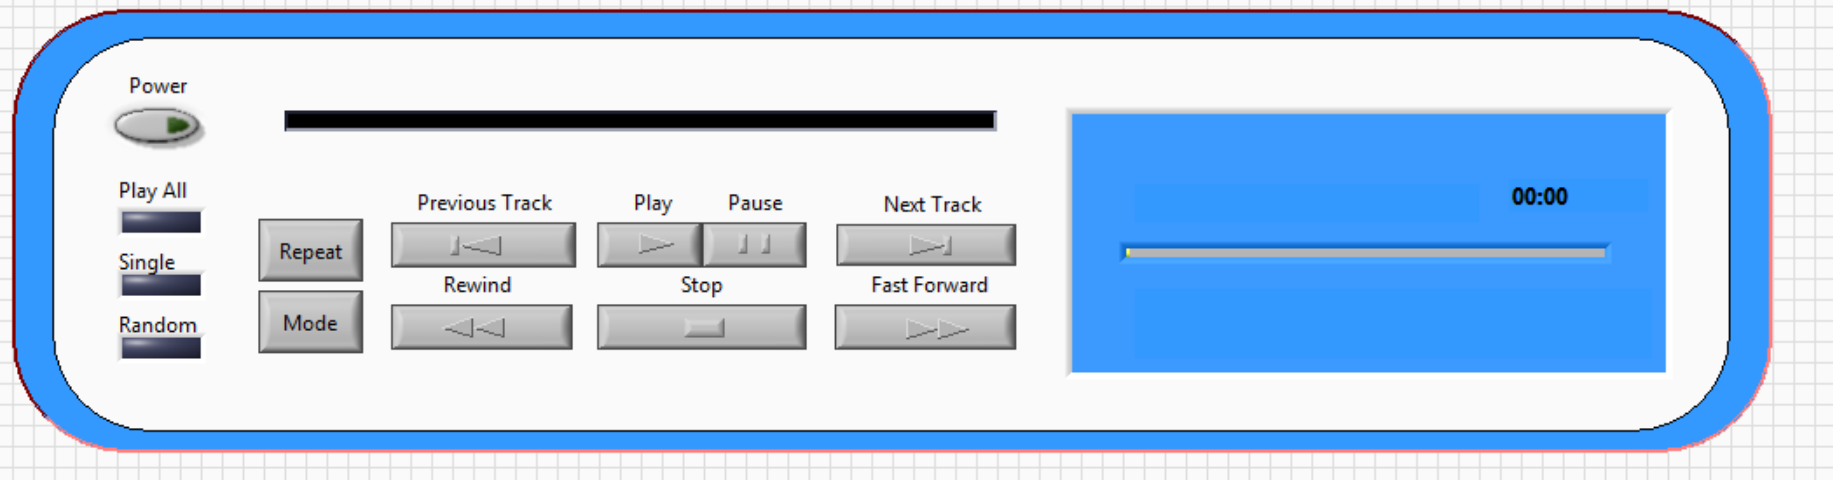 Power
Play All
Single
Random
Repeat
Mode
Previous Track
Play
Pause
Next Track
Rewind
Stop
Fast Forward
00:00